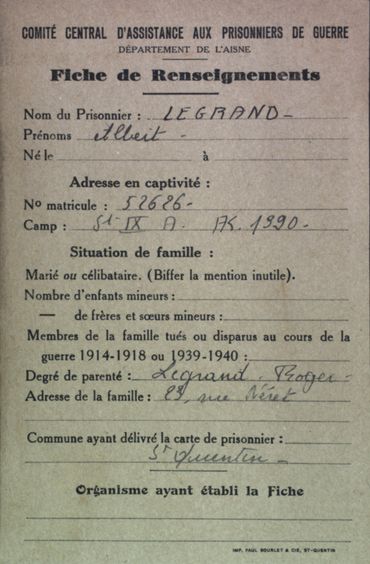 COMITÉ CENTRAL D'ASSISTANCE AUX PRISONNIERS DE GUERRE
DÉPARTEMENT DE L'AISNE
Fiche de Renseignements
Nom du Prisonnier : LEGRAND -
Prénoms Albert -
Né le à
Adresse en captivité :
No matricule : 52626 -
Camp : St IX A. AK. 1390 -
Situation de famille :
Marié ou célibataire. (Biffer la mention inutile).
Nombre d'enfants mineurs :
— de frères et sœurs mineurs :
Membres de la famille tués ou disparus au cours de la
guerre 1914-1918 ou 1939-1940 :
Degré de parenté : Legrand Roger -
Adresse de la famille : 23, rue Néret
Commune ayant délivré la carte de prisonnier :
St Quentin -
Organisme ayant établi la Fiche
IMP. PAUL BOURLET & CIE, ST-QUENTIN